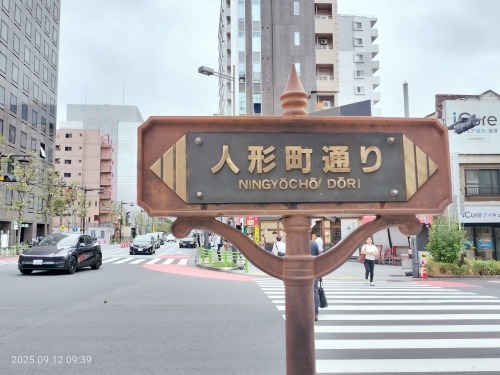 人形町通り
NINGYŌCHŌ DŌRI
iCure
iCure
2025.09.12 09:39